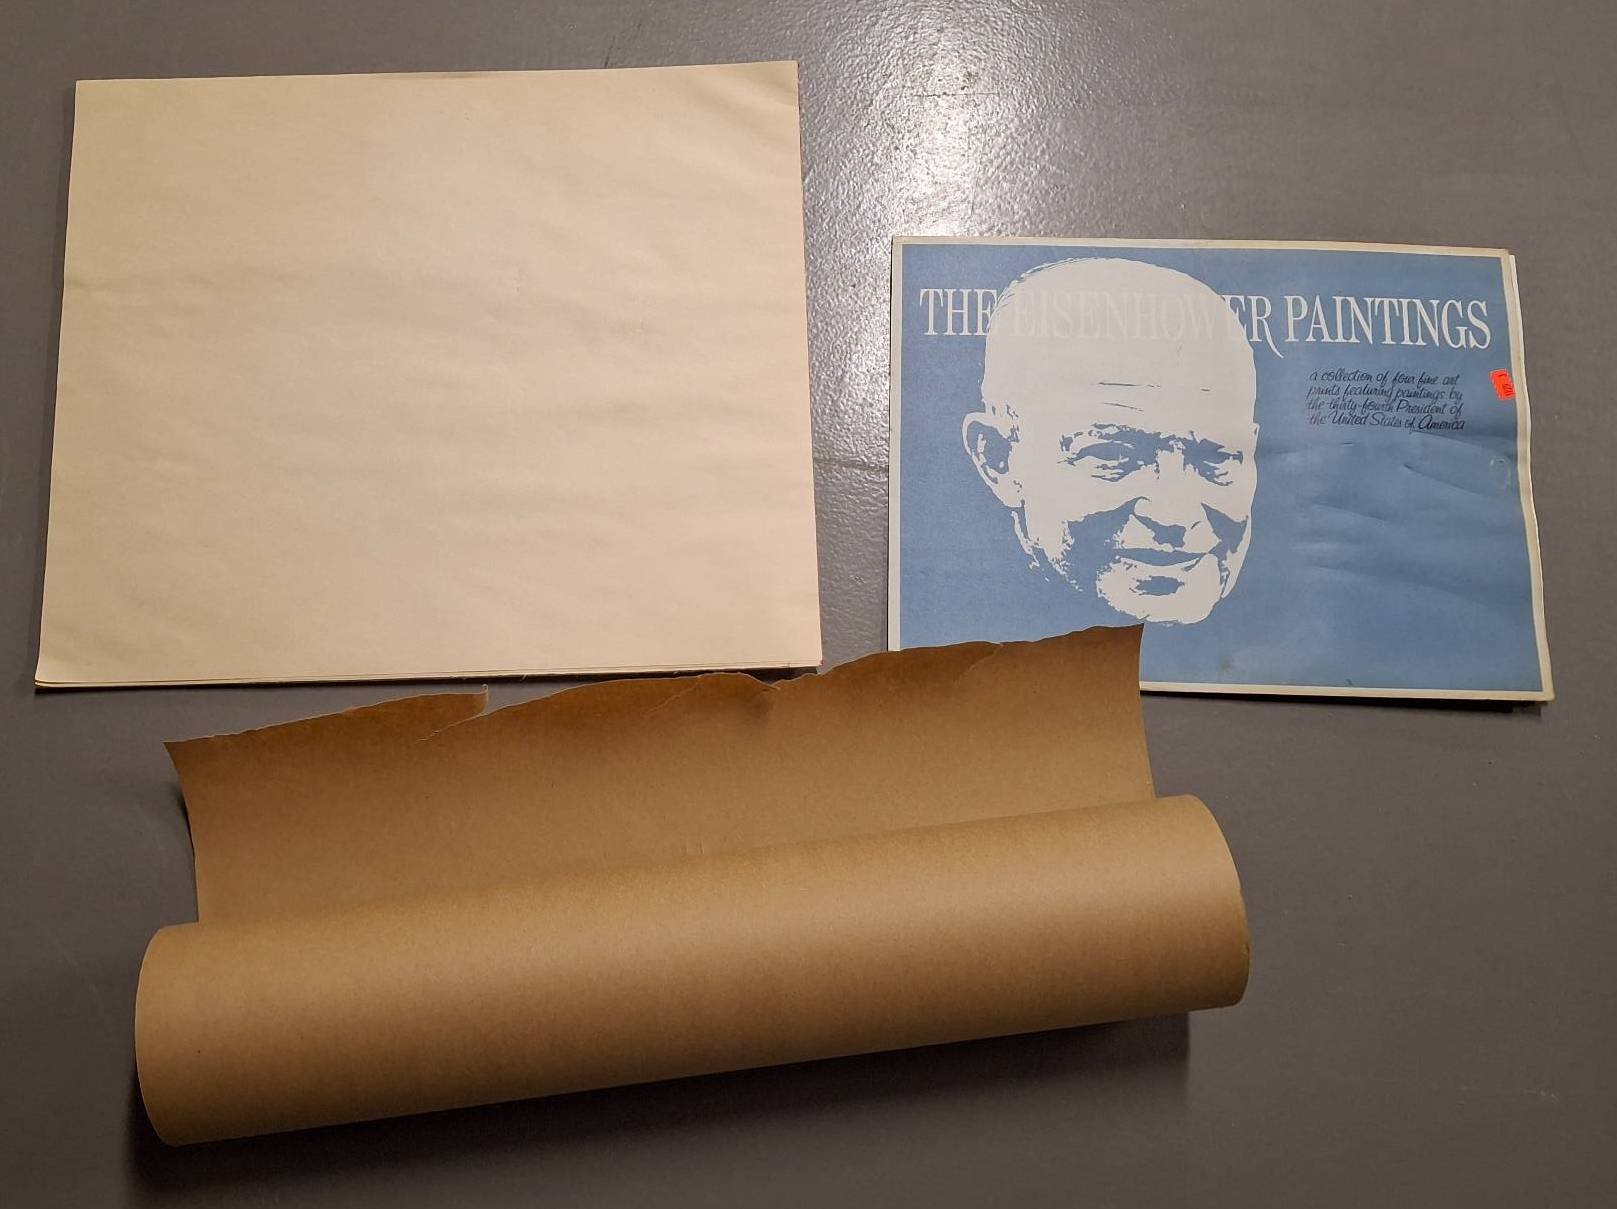 THE EISENHOWER PAINTINGS
a collection of four fine art
prints featuring paintings by
the thirty-fourth President of
the United States of America